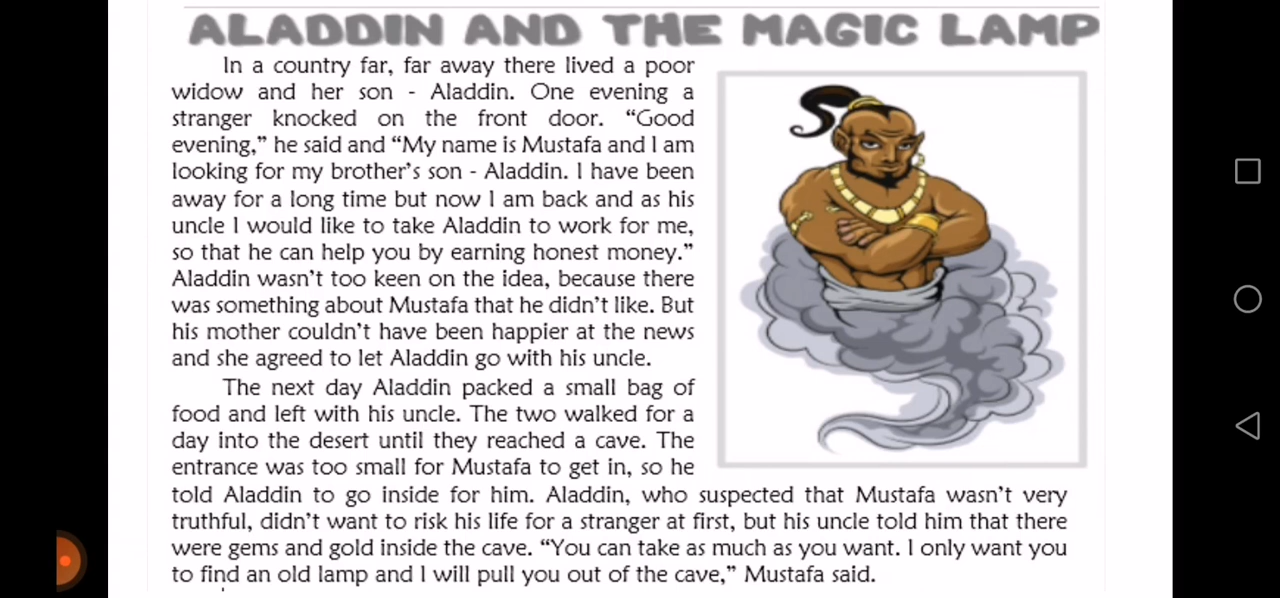 ALADDIN AND THE MAGIC LAMP
In a country far, far away there lived a poor
widow and her son - Aladdin. One evening a
stranger knocked on the front door. “Good
evening,” he said and “My name is Mustafa and I am
looking for my brother’s son - Aladdin. I have been
away for a long time but now I am back and as his
uncle I would like to take Aladdin to work for me,
so that he can help you by earning honest money.”
Aladdin wasn’t too keen on the idea, because there
was something about Mustafa that he didn’t like. But
his mother couldn’t have been happier at the news
and she agreed to let Aladdin go with his uncle.
The next day Aladdin packed a small bag of
food and left with his uncle. The two walked for a
day into the desert until they reached a cave. The
entrance was too small for Mustafa to get in, so he
told Aladdin to go inside for him. Aladdin, who suspected that Mustafa wasn’t very
truthful, didn’t want to risk his life for a stranger at first, but his uncle told him that there
were gems and gold inside the cave. “You can take as much as you want. I only want you
to find an old lamp and I will pull you out of the cave,” Mustafa said.